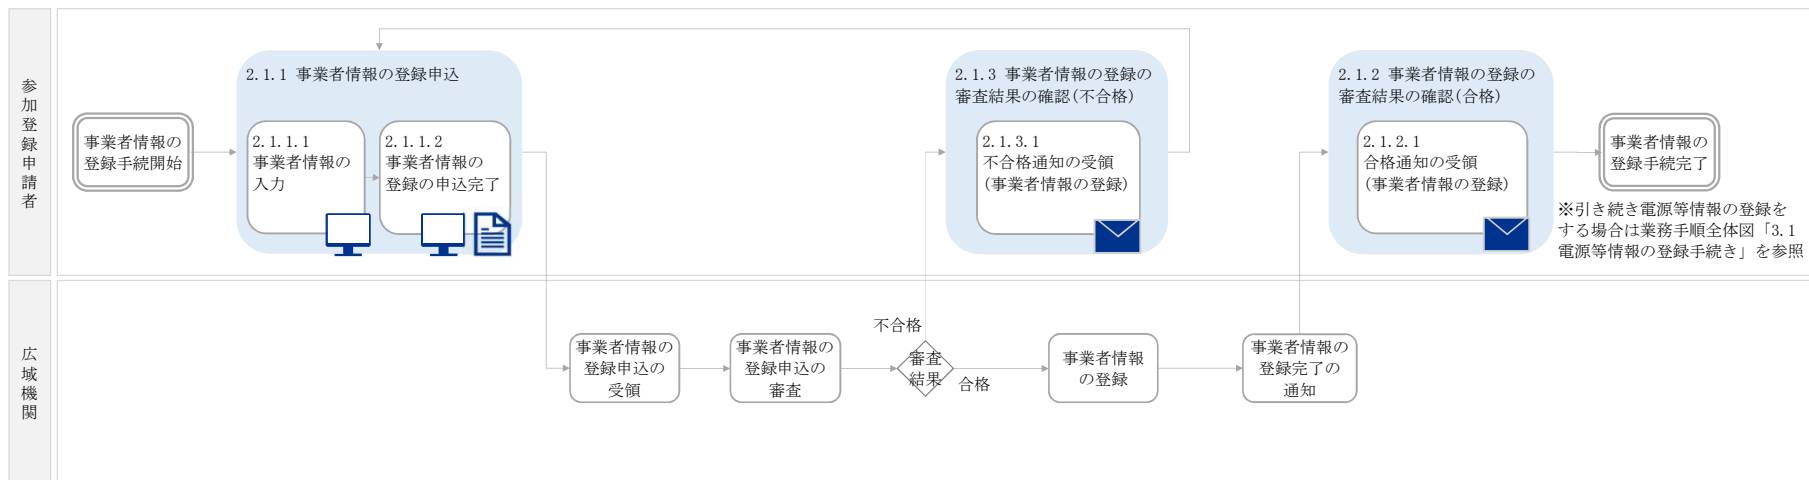 参加登録申請者
事業者情報の
登録手続開始
2.1.1 事業者情報の登録申込
2.1.1.1
事業者情報の
入力
2.1.1.2
事業者情報の
登録の申込完了
2.1.3 事業者情報の登録の
審査結果の確認(不合格)
2.1.3.1
不合格通知の受領
(事業者情報の登録)
2.1.2 事業者情報の登録の
審査結果の確認(合格)
2.1.2.1
合格通知の受領
(事業者情報の登録)
事業者情報の
登録手続完了
※引き続き電源等情報の登録を
する場合は業務手順全体図「3.1
電源等情報の登録手続き」を参照
広域機関
事業者情報の
登録申込の
受領
事業者情報の
登録申込の
審査
不合格
審査
結果
合格
事業者情報
の登録
事業者情報の
登録完了の
通知